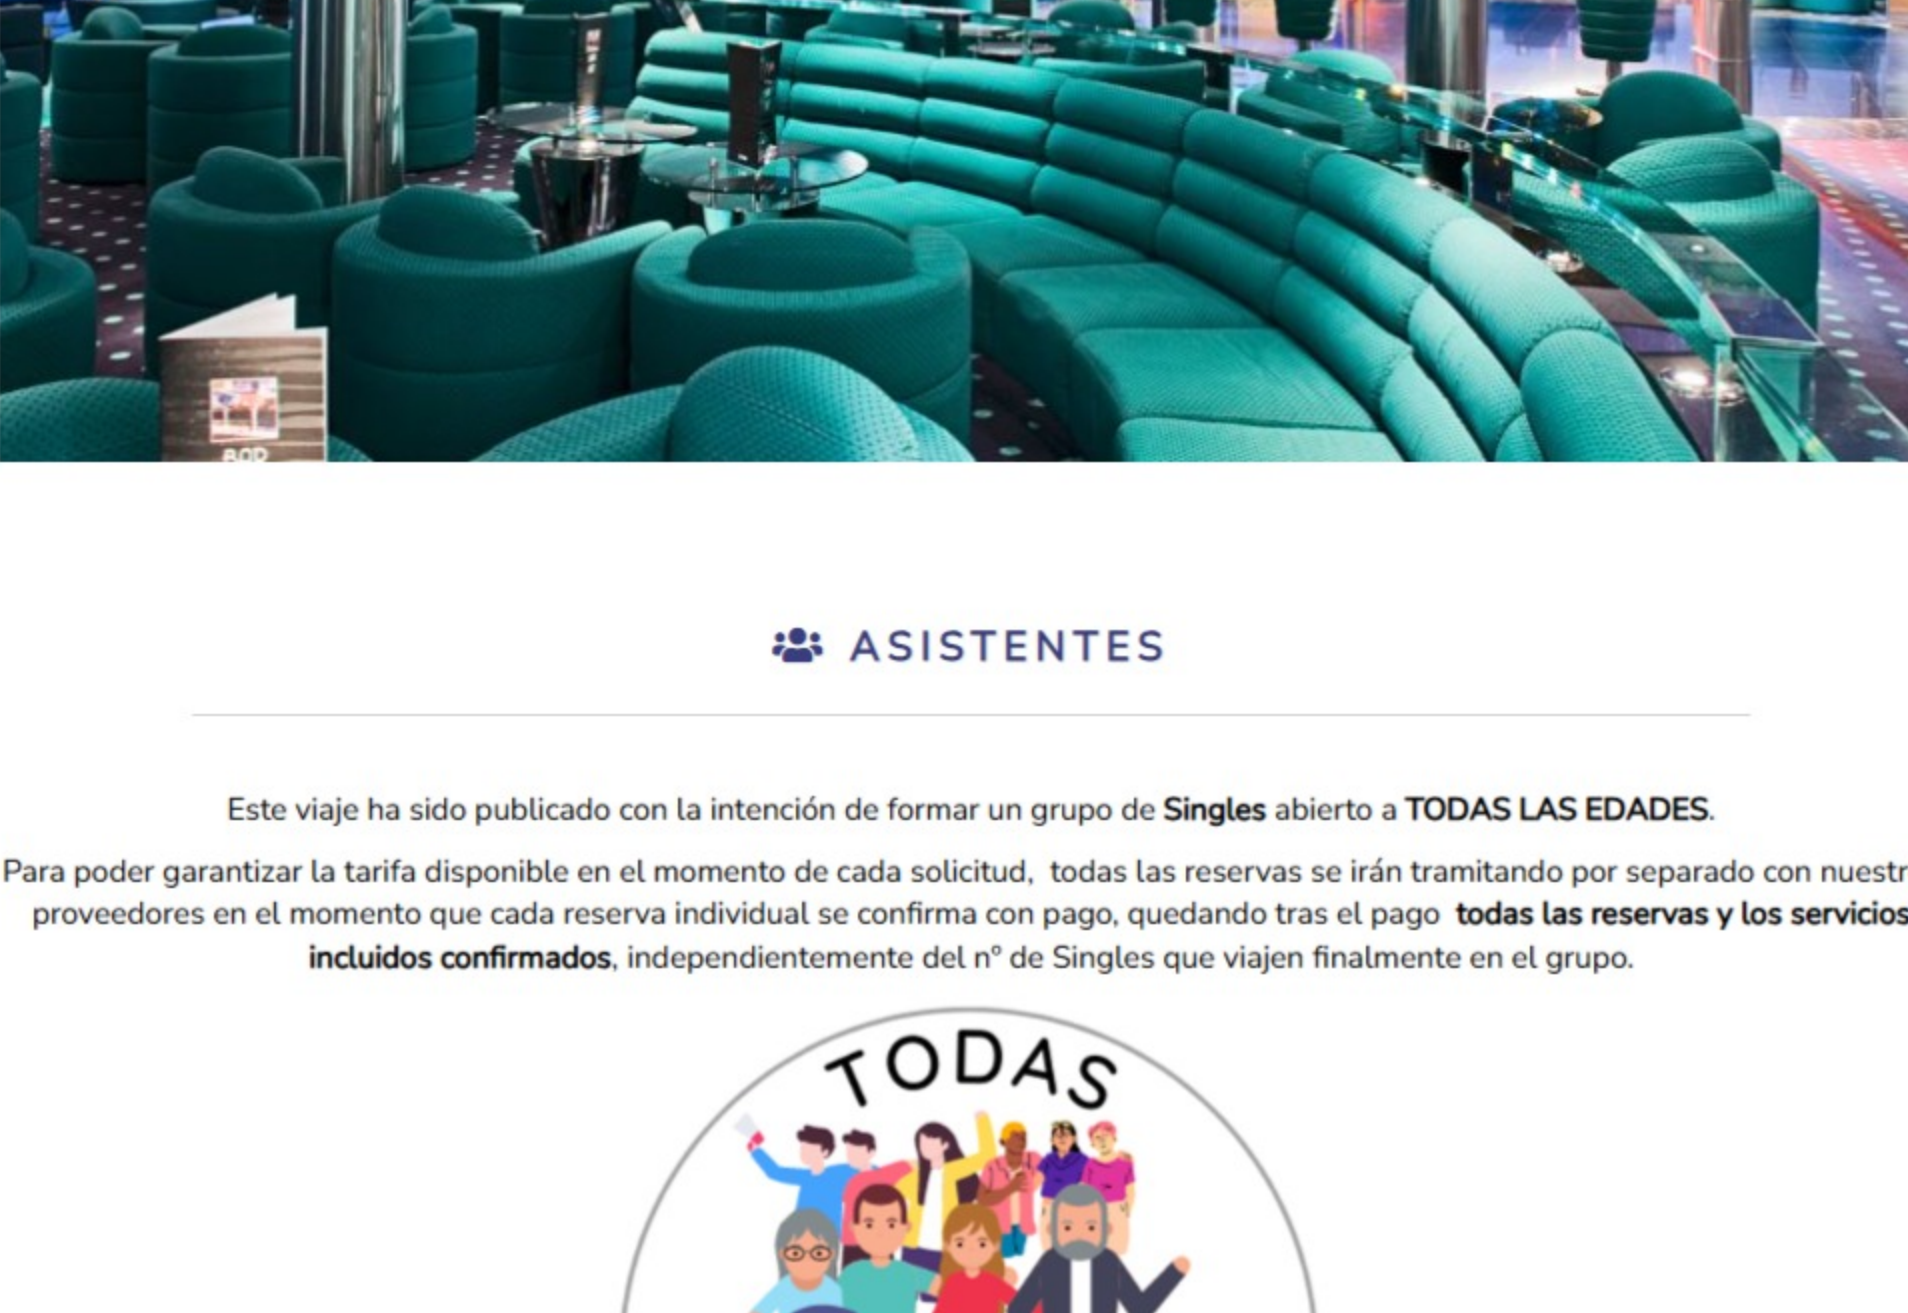 BAR
ASISTENTES
Este viaje ha sido publicado con la intención de formar un grupo de Singles abierto a TODAS LAS EDADES.
Para poder garantizar la tarifa disponible en el momento de cada solicitud, todas las reservas se irán tramitando por separado con nuestr
proveedores en el momento que cada reserva individual se confirma con pago, quedando tras el pago todas las reservas y los servicios
incluidos confirmados, independientemente del nº de Singles que viajen finalmente en el grupo.
TODAS